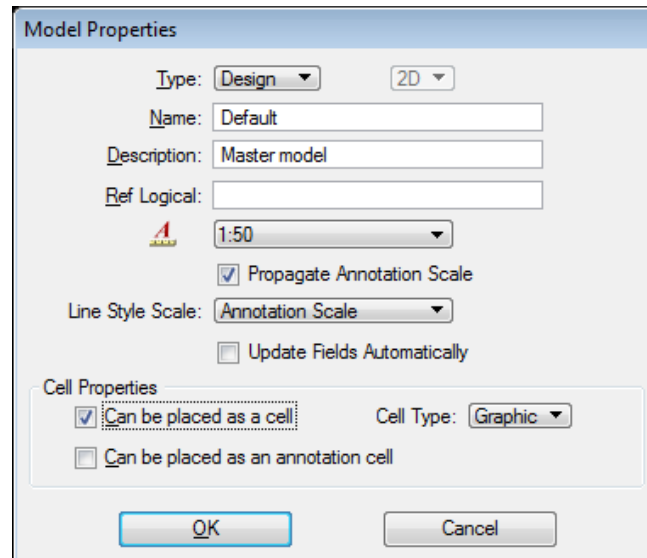 Model Properties
Type: Design 2D
Name: Default
Description: Master model
Ref Logical:
A 1:50
Propagate Annotation Scale
Line Style Scale: Annotation Scale
Update Fields Automatically
Cell Properties
Can be placed as a cell Cell Type: Graphic
Can be placed as an annotation cell
OK Cancel